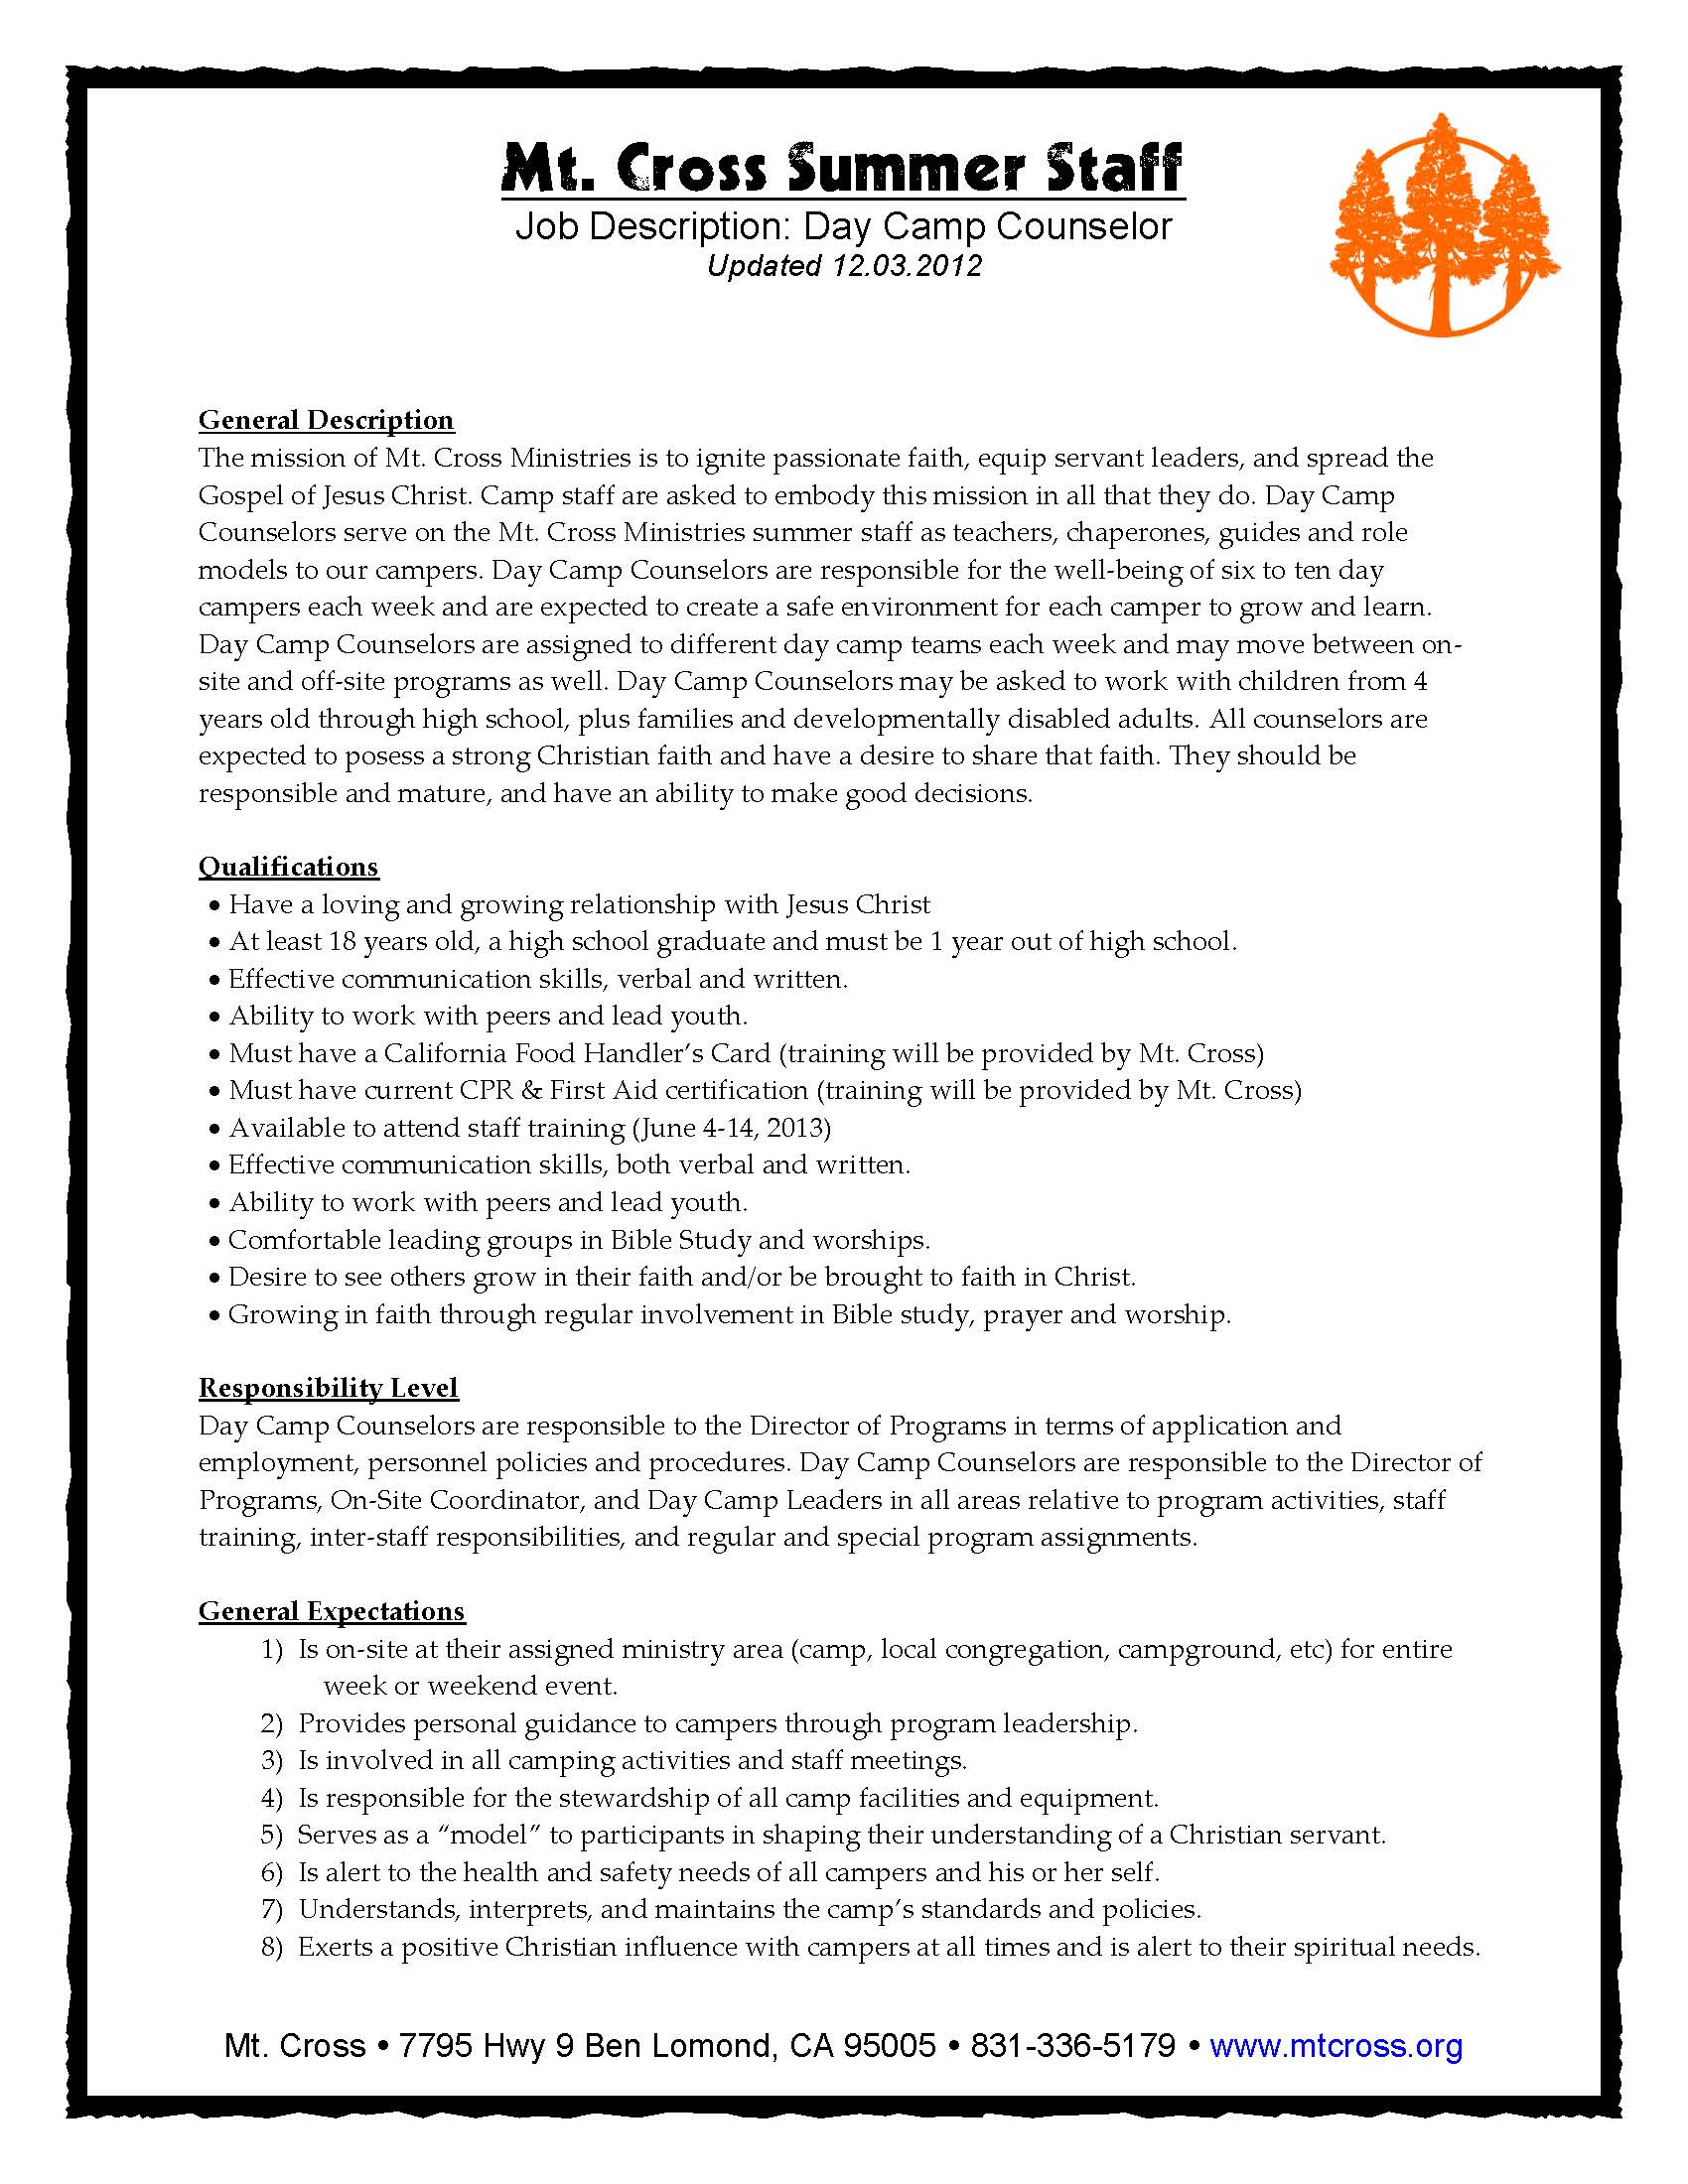 Mt. Cross Summer Staff
Job Description: Day Camp Counselor
Updated 12.03.2012
General Description
The mission of Mt. Cross Ministries is to ignite passionate faith, equip servant leaders, and spread the
Gospel of Jesus Christ. Camp staff are asked to embody this mission in all that they do. Day Camp
Counselors serve on the Mt. Cross Ministries summer staff as teachers, chaperones, guides and role
models to our campers. Day Camp Counselors are responsible for the well-being of six to ten day
campers each week and are expected to create a safe environment for each camper to grow and learn.
Day Camp Counselors are assigned to different day camp teams each week and may move between on-
site and off-site programs as well. Day Camp Counselors may be asked to work with children from 4
years old through high school, plus families and developmentally disabled adults. All counselors are
expected to posess a strong Christian faith and have a desire to share that faith. They should be
responsible and mature, and have an ability to make good decisions.
Qualifications
• Have a loving and growing relationship with Jesus Christ
• At least 18 years old, a high school graduate and must be 1 year out of high school.
• Effective communication skills, verbal and written.
• Ability to work with peers and lead youth.
• Must have a California Food Handler's Card (training will be provided by Mt. Cross)
• Must have current CPR & First Aid certification (training will be provided by Mt. Cross)
• Available to attend staff training (June 4-14, 2013)
• Effective communication skills, both verbal and written.
• Ability to work with peers and lead youth.
• Comfortable leading groups in Bible Study and worships.
• Desire to see others grow in their faith and/or be brought to faith in Christ.
• Growing in faith through regular involvement in Bible study, prayer and worship.
Responsibility Level
Day Camp Counselors are responsible to the Director of Programs in terms of application and
employment, personnel policies and procedures. Day Camp Counselors are responsible to the Director of
Programs, On-Site Coordinator, and Day Camp Leaders in all areas relative to program activities, staff
training, inter-staff responsibilities, and regular and special program assignments.
General Expectations
1) Is on-site at their assigned ministry area (camp, local congregation, campground, etc) for entire
week or weekend event.
2) Provides personal guidance to campers through program leadership.
3) Is involved in all camping activities and staff meetings.
4) Is responsible for the stewardship of all camp facilities and equipment.
5) Serves as a “model” to participants in shaping their understanding of a Christian servant.
6) Is alert to the health and safety needs of all campers and his or her self.
7) Understands, interprets, and maintains the camp's standards and policies.
8) Exerts a positive Christian influence with campers at all times and is alert to their spiritual needs.
Mt. Cross • 7795 Hwy 9 Ben Lomond, CA 95005 • 831-336-5179 • www.mtcross.org